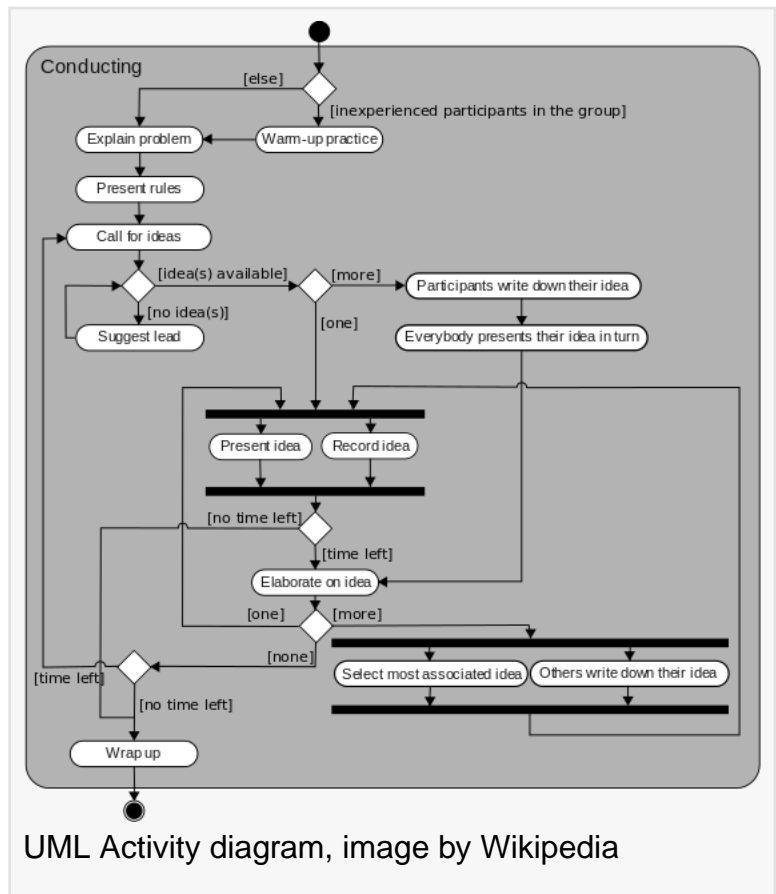 Conducting
[else]
[inexperienced participants in the group]
Explain problem
Warm-up practice
Present rules
Call for ideas
[idea(s) available]
[more]
Participants write down their idea
[no idea(s)]
[one]
Suggest lead
Everybody presents their idea in turn
Present idea
Record idea
[no time left]
[time left]
Elaborate on idea
[one]
[more]
[none]
[time left]
Select most associated idea
Others write down their idea
[no time left]
Wrap up
UML Activity diagram, image by Wikipedia